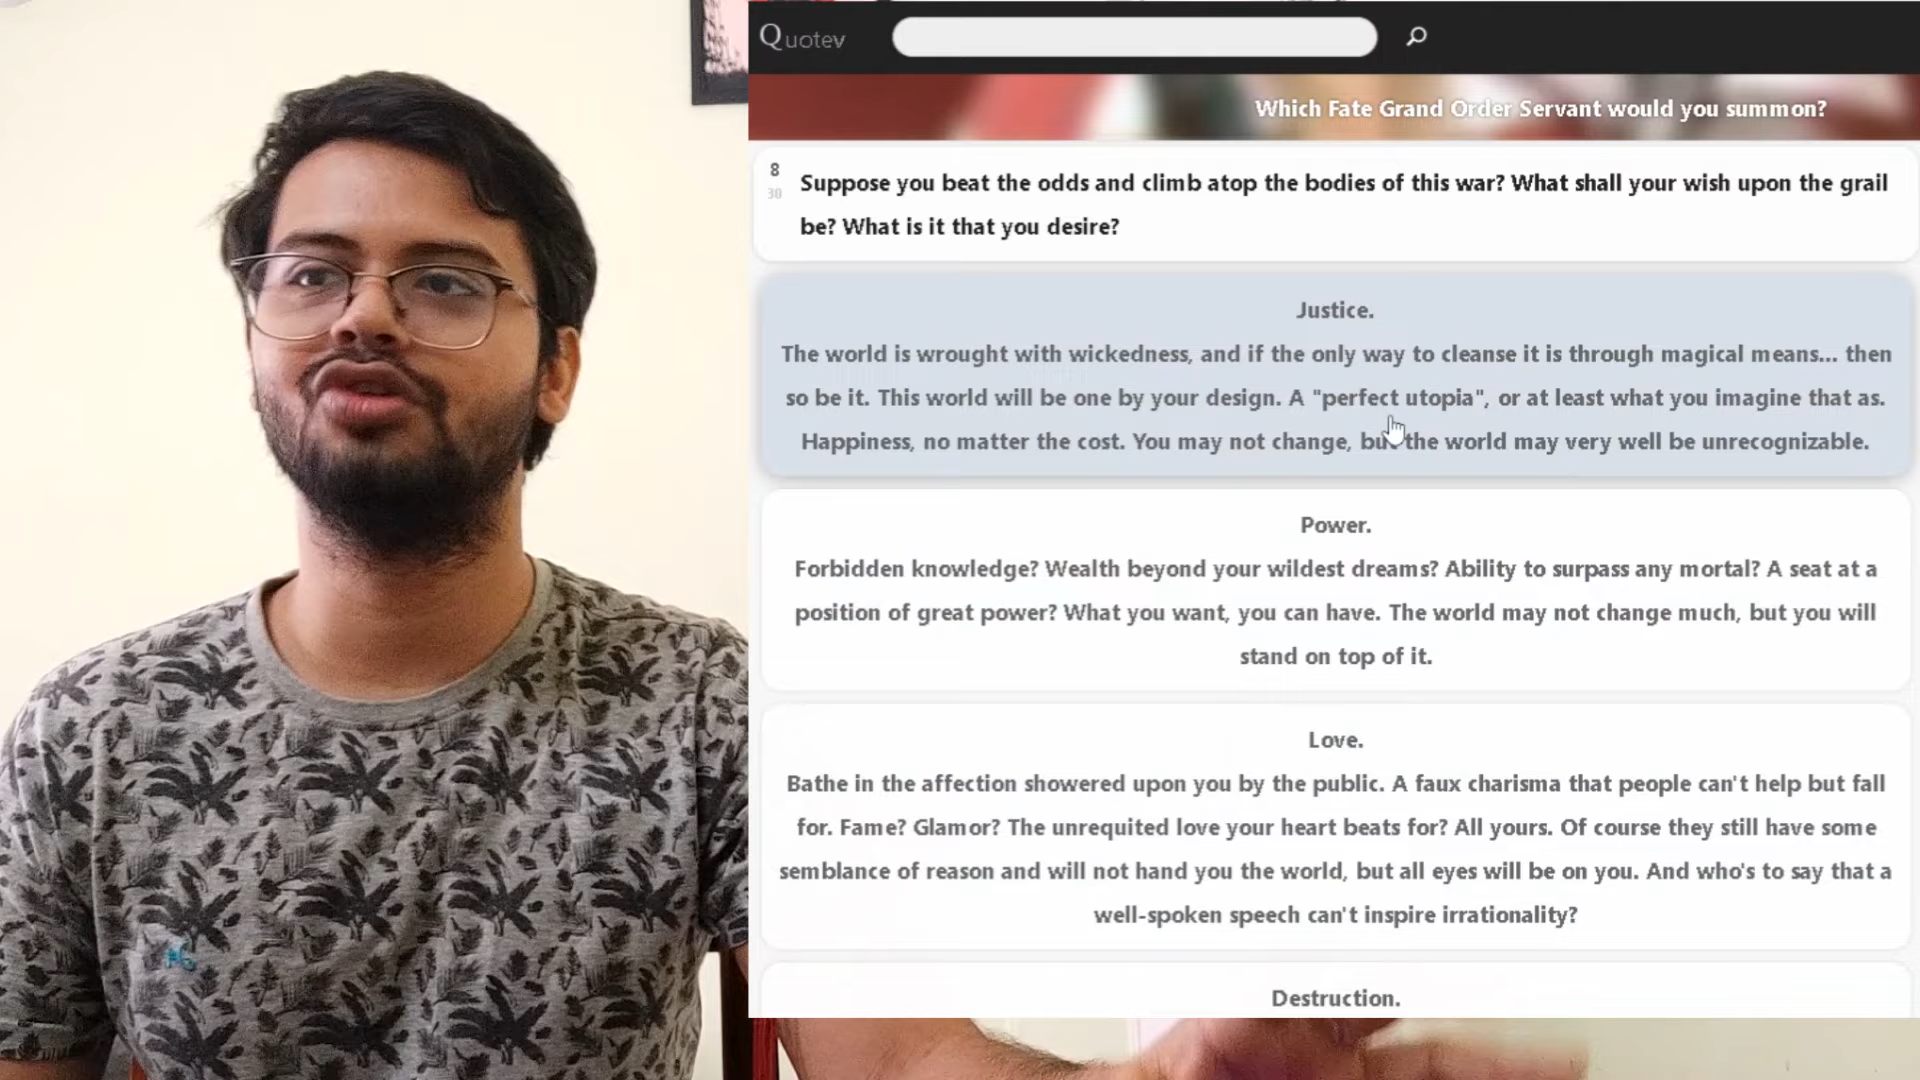 Quotev
Which Fate Grand Order Servant would you summon?
8
30
Suppose you beat the odds and climb atop the bodies of this war? What shall your wish upon the grail
be? What is it that you desire?
Justice.
The world is wrought with wickedness, and if the only way to cleanse it is through magical means... then
so be it. This world will be one by your design. A "perfect utopia", or at least what you imagine that as.
Happiness, no matter the cost. You may not change, but the world may very well be unrecognizable.
Power.
Forbidden knowledge? Wealth beyond your wildest dreams? Ability to surpass any mortal? A seat at a
position of great power? What you want, you can have. The world may not change much, but you will
stand on top of it.
Love.
Bathe in the affection showered upon you by the public. A faux charisma that people can't help but fall
for. Fame? Glamor? The unrequited love your heart beats for? All yours. Of course they still have some
semblance of reason and will not hand you the world, but all eyes will be on you. And who's to say that a
well-spoken speech can't inspire irrationality?
Destruction.